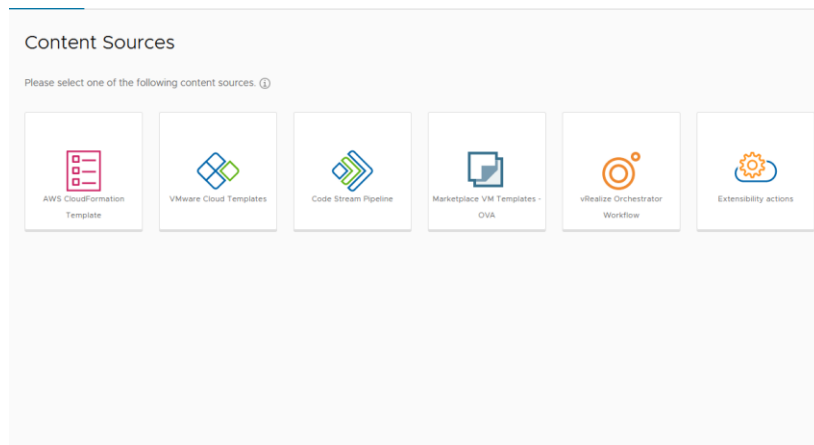 Content Sources
Please select one of the following content sources.
AWS CloudFormation
Template
VMware Cloud Templates
Code Stream Pipeline
Marketplace VM Templates -
OVA
vRealize Orchestrator
Workflow
Extensibility actions